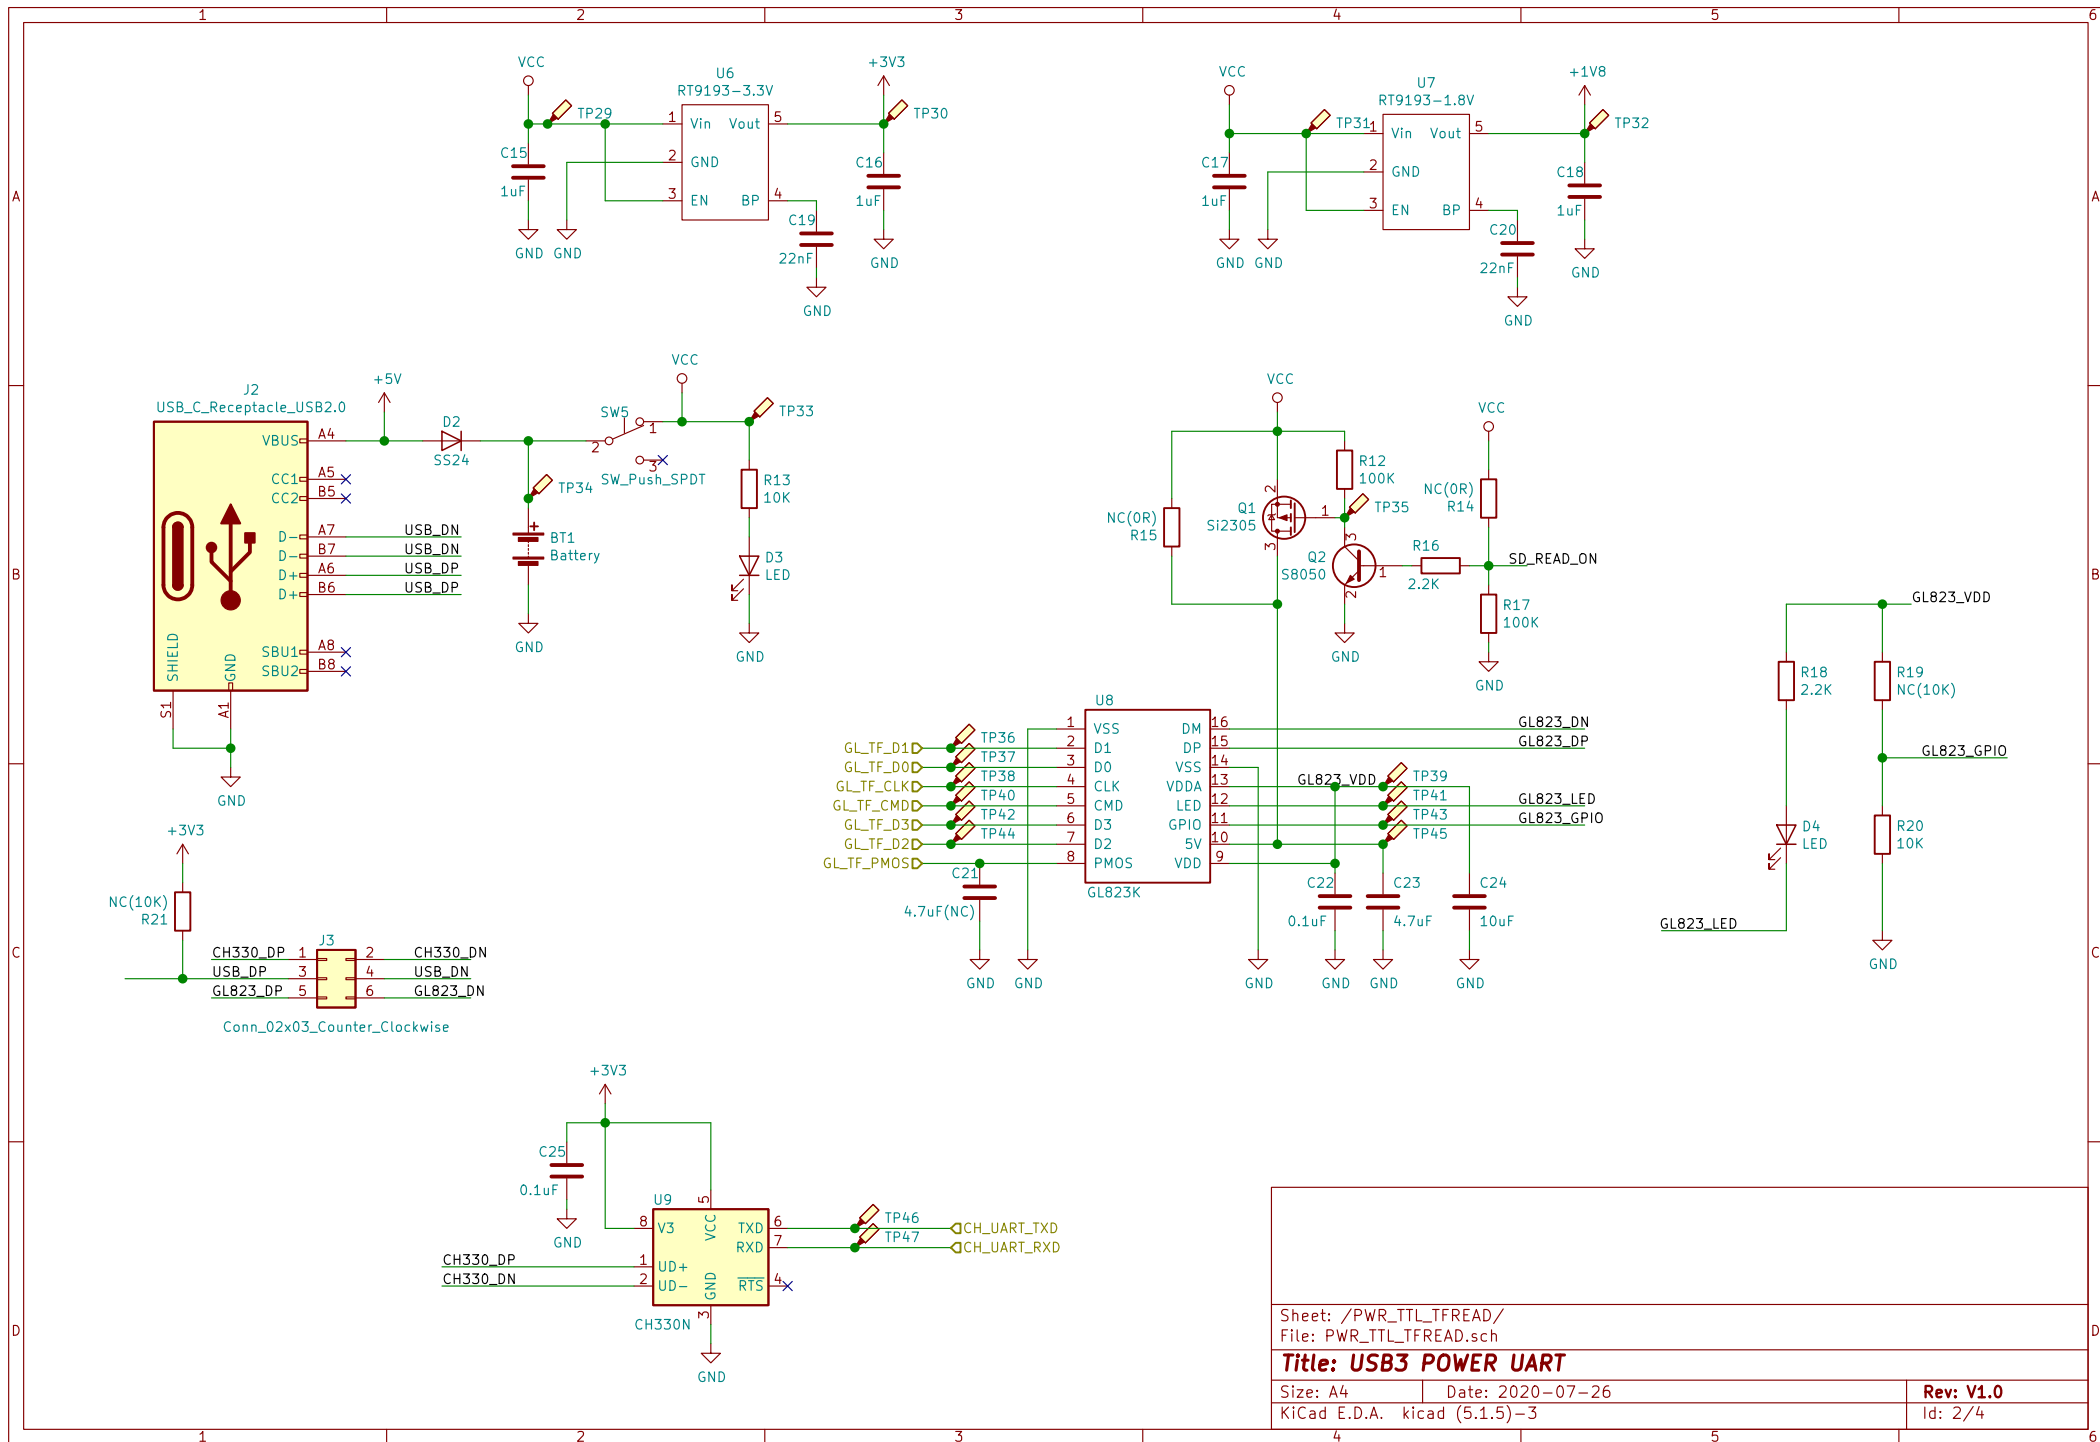 1 2 3 4 5 6
A A
B B
C C
D D
VCC
U6
RT9193-3.3V
+3V3
TP29
TP30
1 Vin Vout 5
2 GND
3 EN BP 4
C15
1uF
GND GND
C19
22nF
GND
C16
1uF
GND
VCC
U7
RT9193-1.8V
+1V8
TP31
TP32
1 Vin Vout 5
2 GND
3 EN BP 4
C17
1uF
GND GND
C20
22nF
GND
C18
1uF
GND
J2
USB_C_Receptacle_USB2.0
+5V
VBUS A4
CC1 A5
CC2 B5
D- A7 USB_DN
D- B7 USB_DN
D+ A6 USB_DP
D+ B6 USB_DP
SBU1 A8
SBU2 B8
SHIELD
GND
S1
A1
GND
D2
SS24
TP34
+
BT1
Battery
GND
VCC
SW5
1
2
3
SW_Push_SPDT
TP33
R13
10K
D3
LED
GND
VCC
R12
100K
TP35
NC(0R)
R15
Q1
Si2305
2
1
3
Q2
S8050
3
1
2
GND
R16
2.2K
VCC
NC(0R)
R14
SD_READ_ON
R17
100K
GND
GL823_VDD
R18
2.2K
R19
NC(10K)
GL823_GPIO
D4
LED
R20
10K
GL823_LED
GND
U8
1 VSS DM 16 GL823_DN
GL_TF_D1 TP36 2 D1 DP 15 GL823_DP
GL_TF_D0 TP37 3 D0 VSS 14
GL_TF_CLK TP38 4 CLK VDDA 13 GL823_VDD TP39
GL_TF_CMD TP40 5 CMD LED 12 TP41 GL823_LED
GL_TF_D3 TP42 6 D3 GPIO 11 TP43 GL823_GPIO
GL_TF_D2 TP44 7 D2 5V 10 TP45
GL_TF_PMOS 8 PMOS VDD 9
GL823K
C21
4.7uF(NC)
GND GND
C22
0.1uF
C23
4.7uF
C24
10uF
GND GND GND GND
+3V3
NC(10K)
R21
J3
CH330_DP 1 2 CH330_DN
USB_DP 3 4 USB_DN
GL823_DP 5 6 GL823_DN
Conn_02x03_Counter_Clockwise
+3V3
C25
0.1uF
GND
U9
8 V3 VCC 5 TXD 6 TP46 CH_UART_TXD
RXD 7 TP47 CH_UART_RXD
CH330_DP 1 UD+
CH330_DN 2 UD- GND RTS 4
3
CH330N
GND
Sheet: /PWR_TTL_TFREAD/
File: PWR_TTL_TFREAD.sch
Title: USB3 POWER UART
Size: A4 Date: 2020-07-26 Rev: V1.0
KiCad E.D.A. kicad (5.1.5)-3 Id: 2/4
1 2 3 4 5 6